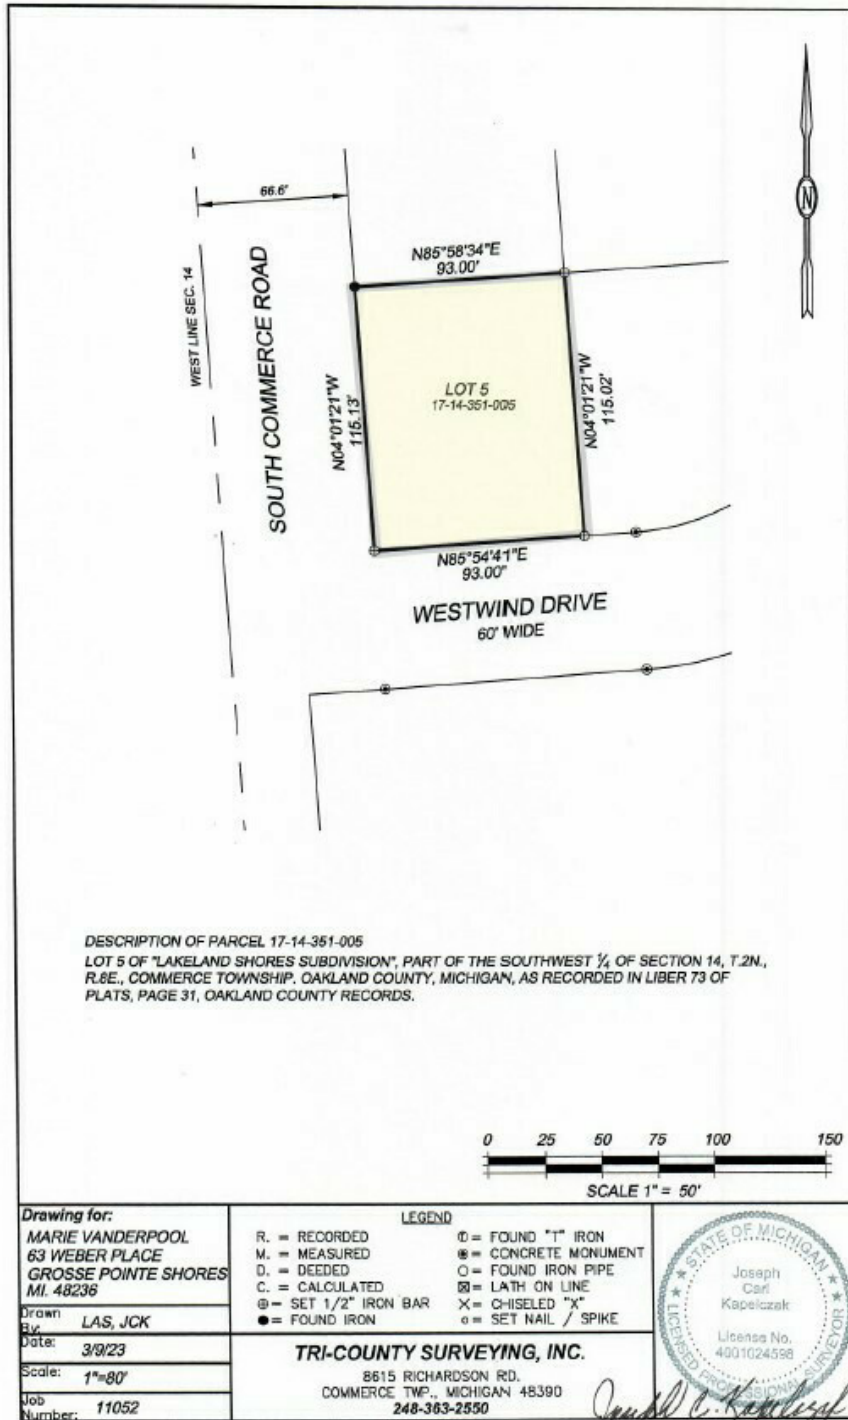 N
66.6'
WEST LINE SEC. 14
SOUTH COMMERCE ROAD
N85°58'34"E
93.00'
N04°01'21"W
115.13'
LOT 5
17-14-351-005
N04°01'21"W
115.02'
N85°54'41"E
93.00'
WESTWIND DRIVE
60' WIDE
DESCRIPTION OF PARCEL 17-14-351-005
LOT 5 OF "LAKELAND SHORES SUBDIVISION", PART OF THE SOUTHWEST ¼ OF SECTION 14, T.2N.,
R.8E., COMMERCE TOWNSHIP. OAKLAND COUNTY, MICHIGAN, AS RECORDED IN LIBER 73 OF
PLATS, PAGE 31, OAKLAND COUNTY RECORDS.
0 25 50 75 100 150
SCALE 1" = 50'
Drawing for:
MARIE VANDERPOOL
63 WEBER PLACE
GROSSE POINTE SHORES
MI. 48236
Drawn By: LAS, JCK
Date: 3/9/23
Scale: 1"=80'
Job Number: 11052
LEGEND
R. = RECORDED
M. = MEASURED
D. = DEEDED
C. = CALCULATED
⊕= SET 1/2" IRON BAR
●= FOUND IRON
= FOUND "T" IRON
= CONCRETE MONUMENT
○= FOUND IRON PIPE
⊠= LATH ON LINE
X= CHISELED "X"
o= SET NAIL / SPIKE
TRI-COUNTY SURVEYING, INC.
8615 RICHARDSON RD.
COMMERCE TWP., MICHIGAN 48390
248-363-2550
STATE OF MICHIGAN
Joseph
Carl
Kapelczak
License No.
4001024598
LICENSED PROFESSIONAL SURVEYOR
Joseph C. Kapelczak